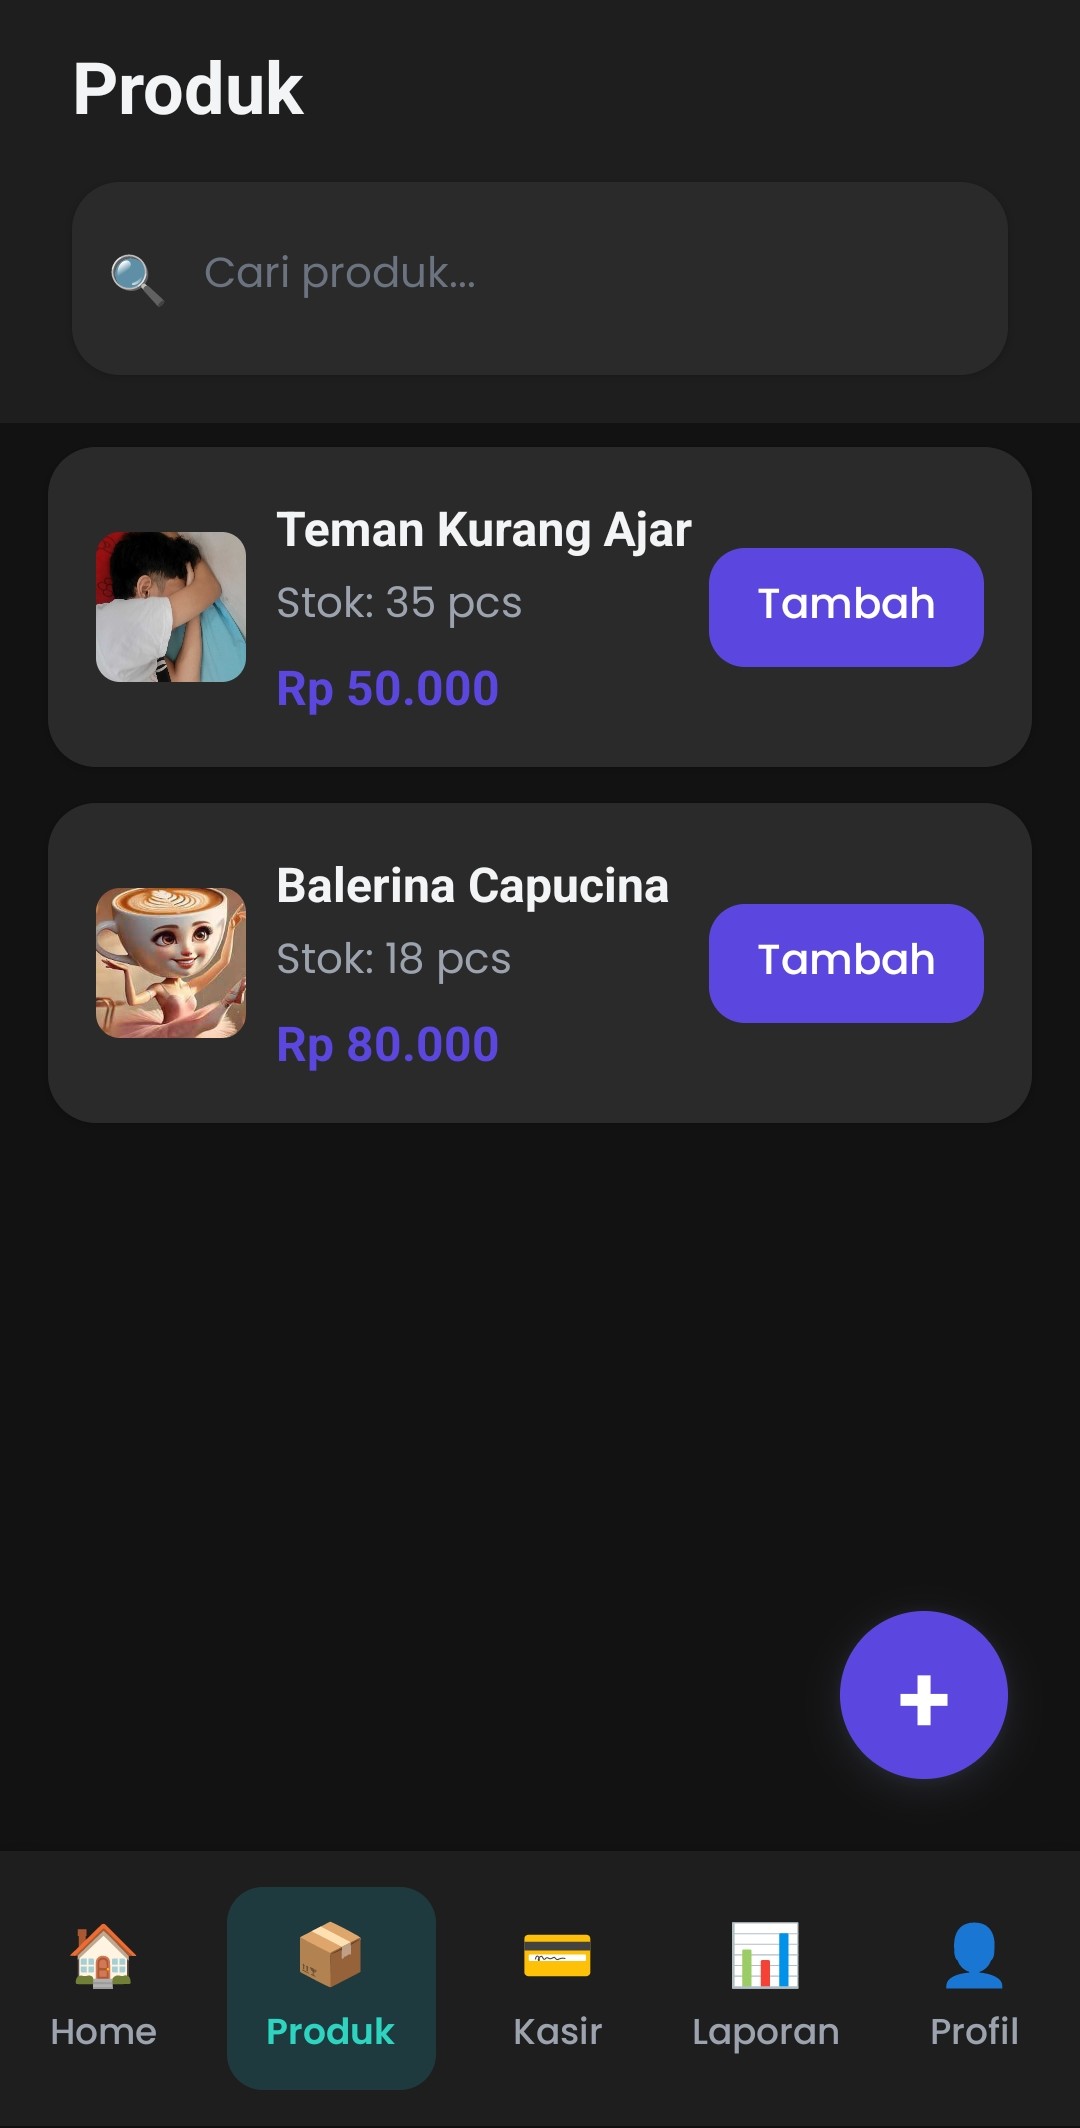 Produk
Cari produk...
Teman Kurang Ajar
Stok: 35 pcs
Rp 50.000
Tambah
Balerina Capucina
Stok: 18 pcs
Rp 80.000
Tambah
+
Home
Produk
Kasir
Laporan
Profil